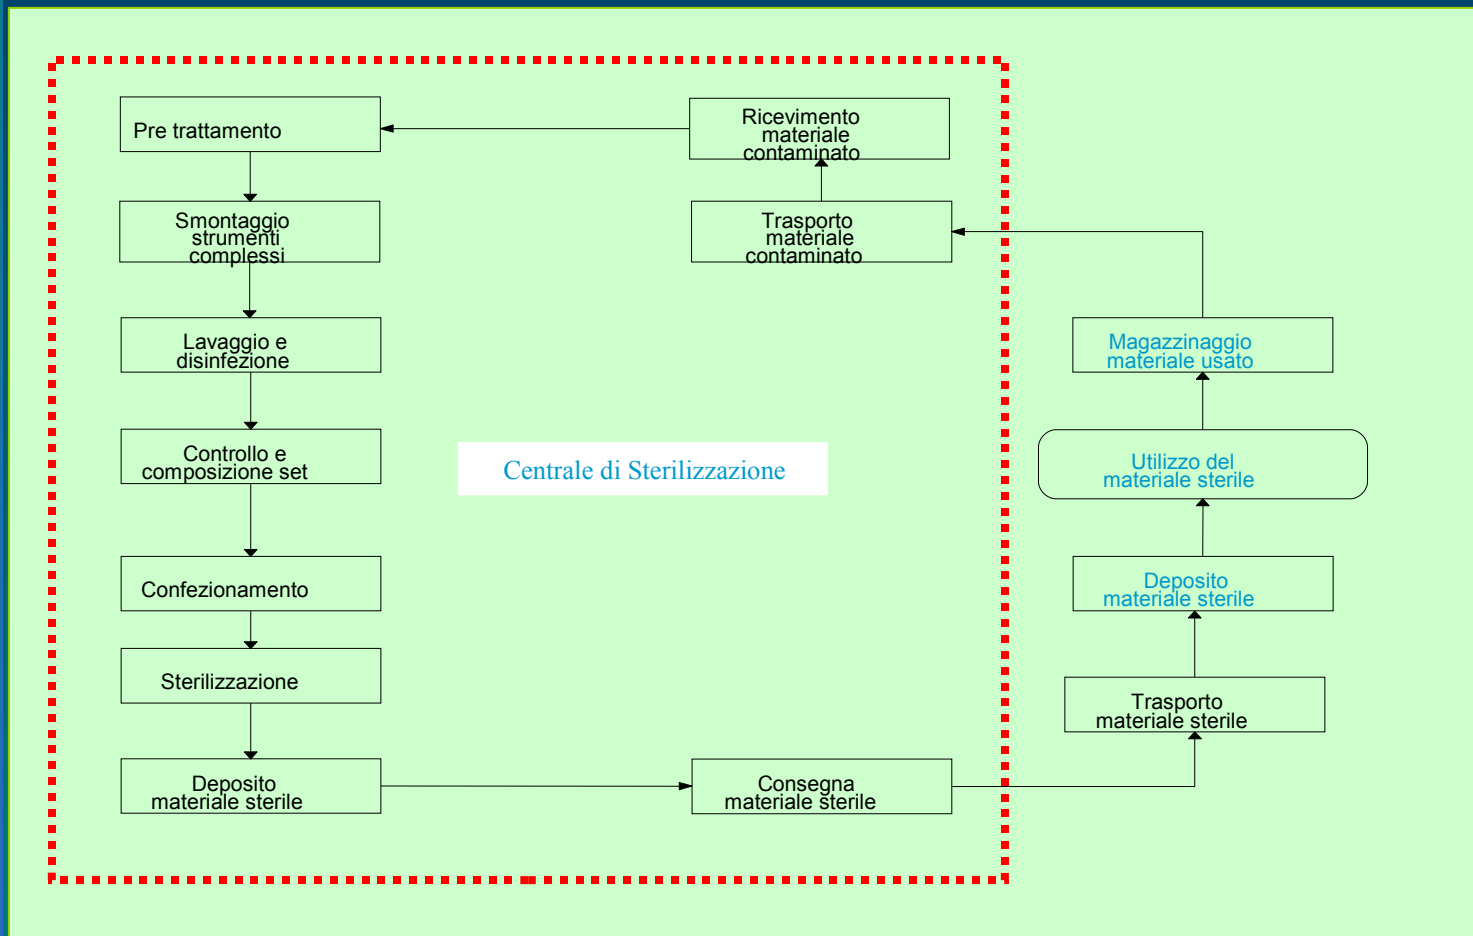 Pre trattamento
Ricevimento
materiale
contaminato
Smontaggio
strumenti
complessi
Trasporto
materiale
contaminato
Lavaggio e
disinfezione
Magazzinaggio
materiale usato
Controllo e
composizione set
Centrale di Sterilizzazione
Utilizzo del
materiale sterile
Confezionamento
Deposito
materiale sterile
Sterilizzazione
Trasporto
materiale sterile
Deposito
materiale sterile
Consegna
materiale sterile